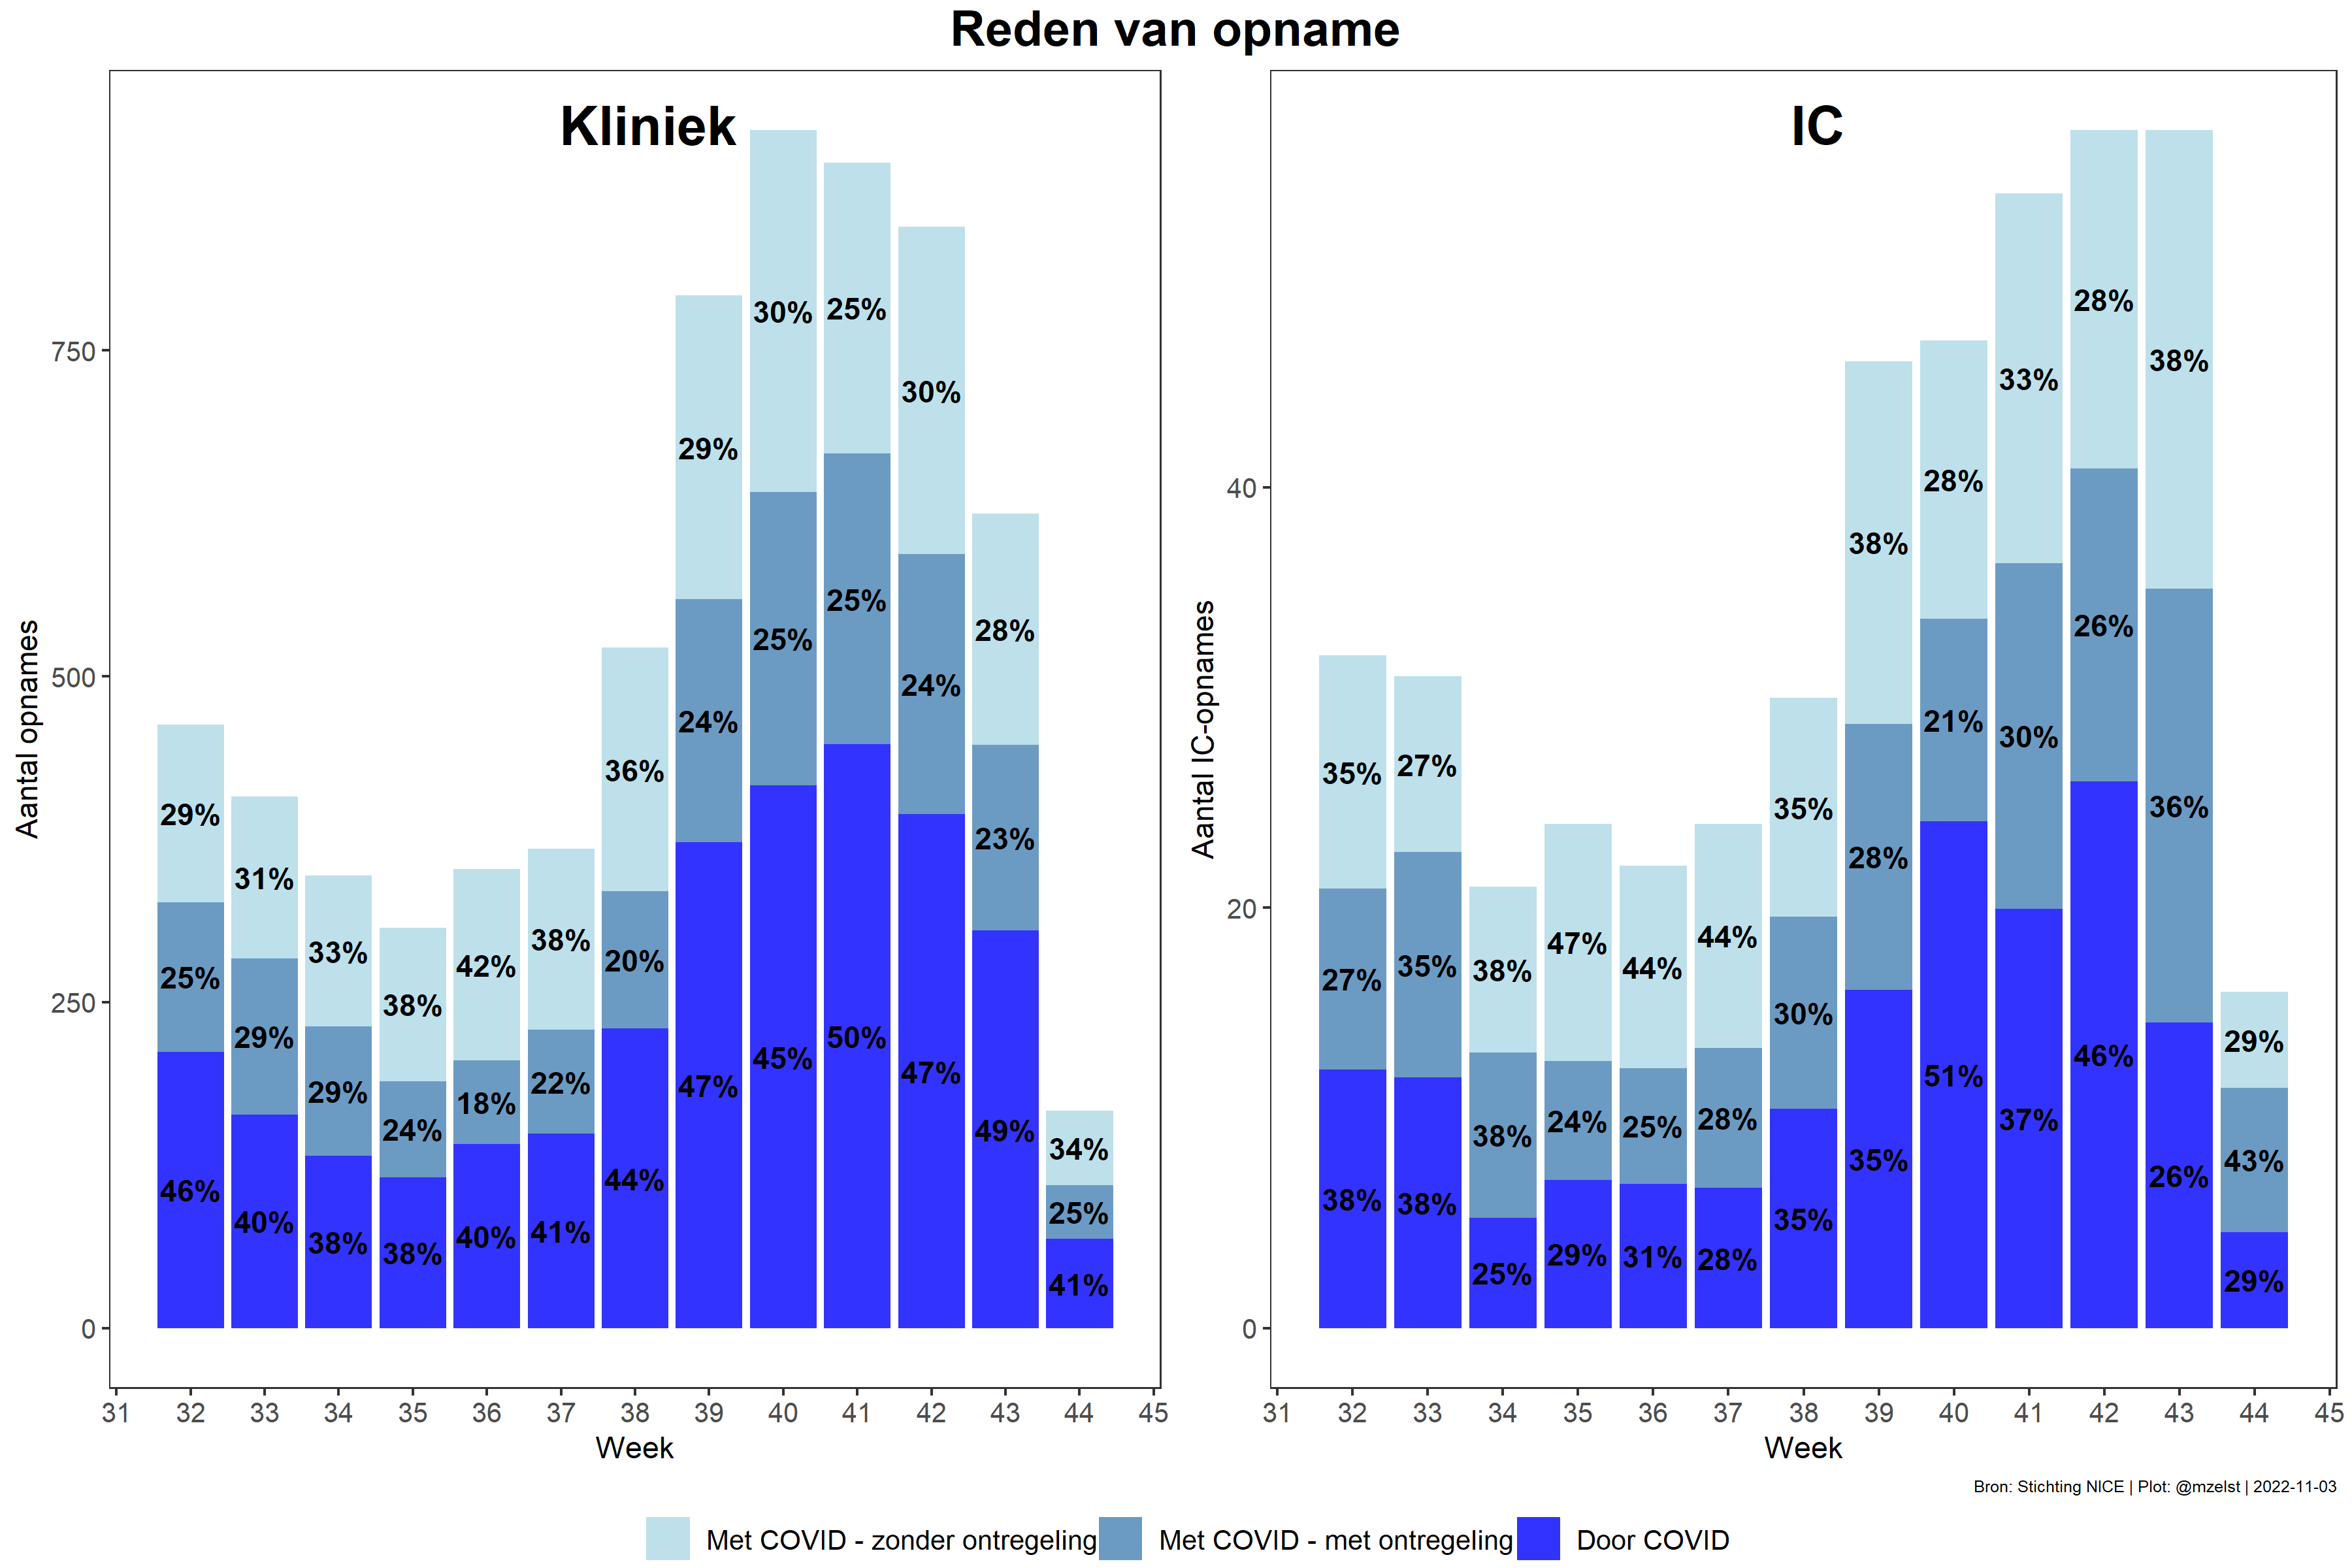 Reden van opname
Kliniek
Aantal opnames
750
500
250
0
29% 31% 33% 38% 42% 38% 36% 29% 30% 25% 30% 28% 34%
25% 29% 29% 24% 18% 22% 20% 24% 25% 25% 24% 23% 25%
46% 40% 38% 38% 40% 41% 44% 47% 45% 50% 47% 49% 41%
31 32 33 34 35 36 37 38 39 40 41 42 43 44 45
Week
IC
Aantal IC-opnames
40
20
0
35% 27% 38% 47% 44% 44% 35% 38% 28% 33% 28% 38% 29%
27% 35% 38% 24% 25% 28% 30% 28% 21% 30% 26% 36% 43%
38% 38% 25% 29% 31% 28% 35% 35% 51% 37% 46% 26% 29%
31 32 33 34 35 36 37 38 39 40 41 42 43 44 45
Week
Bron: Stichting NICE | Plot: @mzelst | 2022-11-03
Met COVID - zonder ontregeling Met COVID - met ontregeling Door COVID